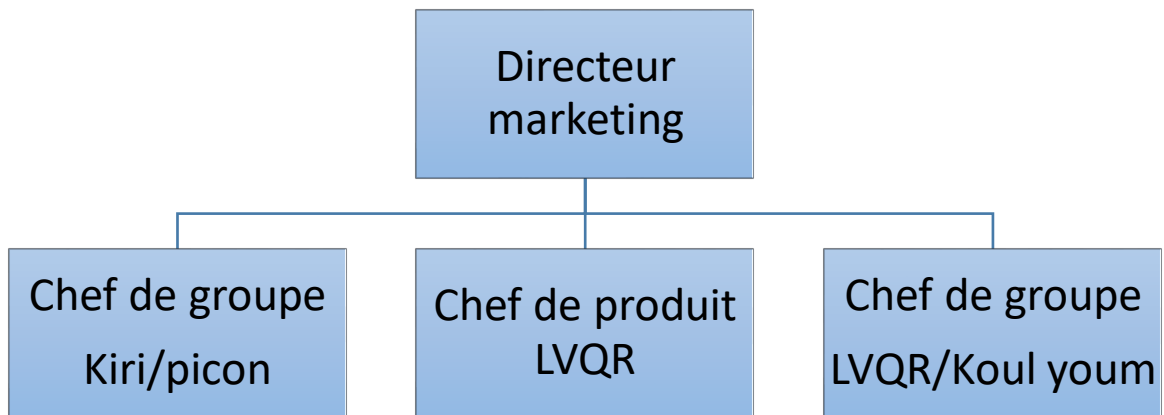 Directeur
marketing
Chef de groupe
Kiri/picon
Chef de produit
LVQR
Chef de groupe
LVQR/Koul youm